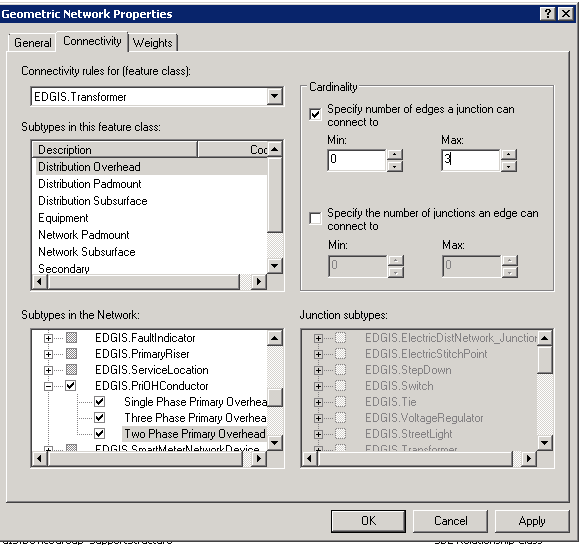 Geometric Network Properties
General
Connectivity
Weights
Connectivity rules for (feature class):
EDGIS.Transformer
Subtypes in this feature class:
Description
Coc
Distribution Overhead
Distribution Padmount
Distribution Subsurface
Equipment
Network Padmount
Network Subsurface
Secondary
Cardinality
Specify number of edges a junction can
connect to
Min:
Max:
0
3
Specify the number of junctions an edge can
connect to
Min:
Max:
0
0
Subtypes in the Network:
EDGIS.FaultIndicator
EDGIS.PrimaryRiser
EDGIS.ServiceLocation
EDGIS.PriOHConductor
Single Phase Primary Overhea
Three Phase Primary Overhea
Two Phase Primary Overhead
EDGIS.SmartMeterNetworkDevice
Junction subtypes:
EDGIS.ElectricDistNetwork_Junction
EDGIS.ElectricStitchPoint
EDGIS.StepDown
EDGIS.Switch
EDGIS.Tie
EDGIS.VoltageRegulator
EDGIS.StreetLight
EDGIS.Transformer
OK
Cancel
Apply
SDE Relationship Class